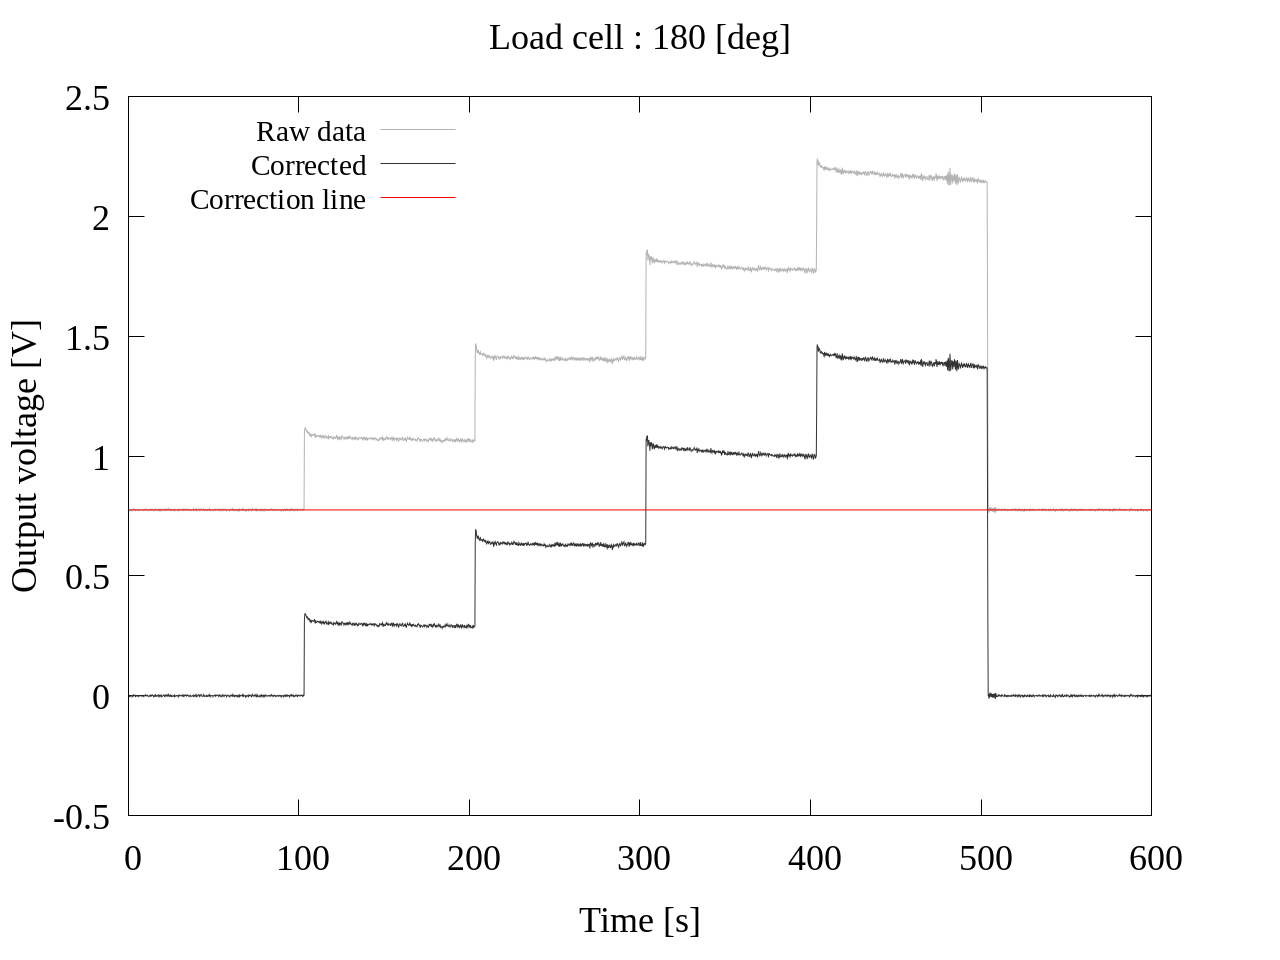 Load cell : 180 [deg]
2.5
Raw data
Corrected
Correction line
2
1.5
1
0.5
0
-0.5
Output voltage [V]
0 100 200 300 400 500 600
Time [s]